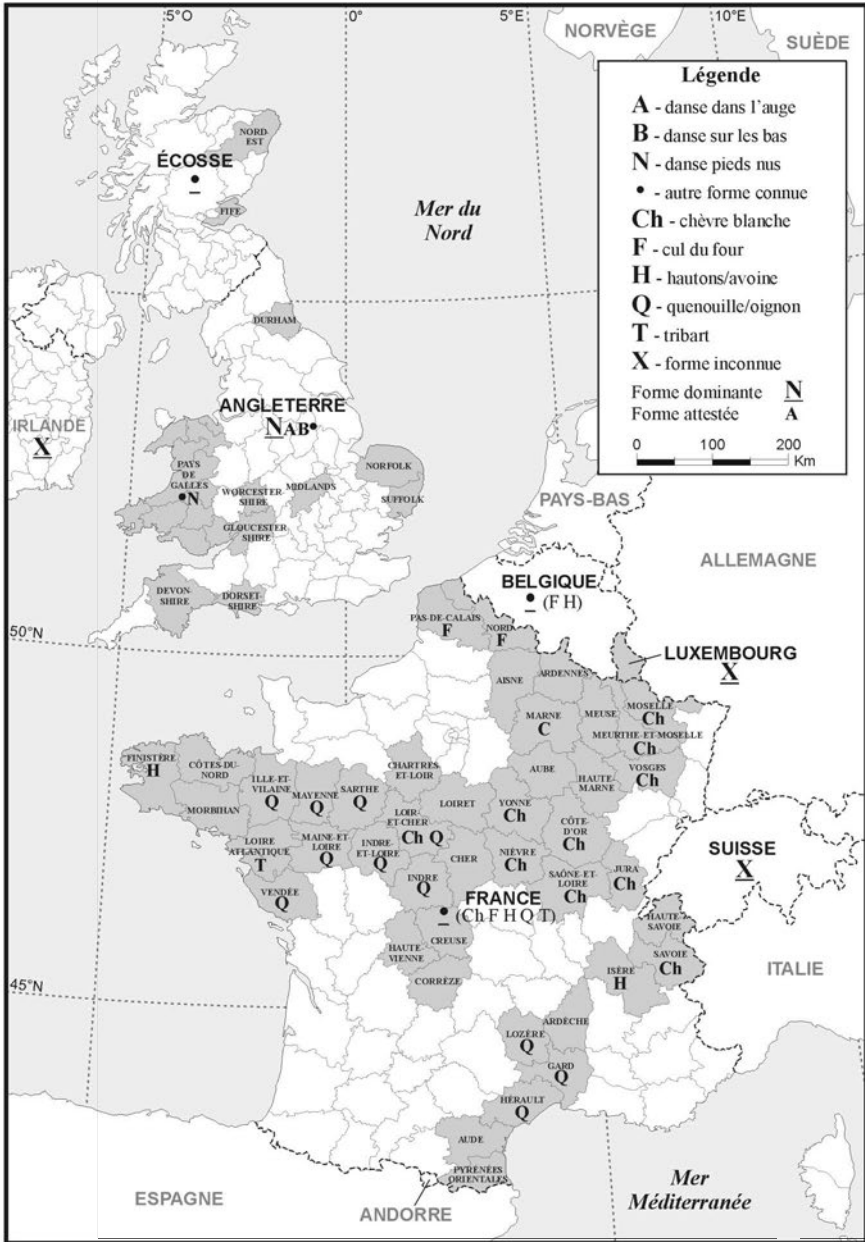 5°O
0°
5°E
10°E
NORVÈGE
SUÈDE
Légende
A - danse dans l'auge
B - danse sur les bas
N - danse pieds nus
• - autre forme connue
Ch - chèvre blanche
F - cul du four
H - hautons/avoine
Q - quenouille/oignon
T - tribart
X - forme inconnue
Forme dominante N
Forme attestée A
0 100 200
Km
NORD-
EST
ÉCOSSE
•
FIFE
Mer du
Nord
DURHAM
IRLANDE
X
ANGLETERRE
NAB•
PAYS
DE
GALLES
•N
WORCESTER-
SHIRE
MIDLANDS
NORFOLK
SUFFOLK
GLOUCESTER
SHIRE
DEVON-
SHIRE
DORSET-
SHIRE
PAYS-BAS
ALLEMAGNE
BELGIQUE
• (F H)
50°N
PAS-DE-CALAIS
F
NORD
F
LUXEMBOURG
X
AISNE
ARDENNES
MARNE
C
MEUSE
MOSELLE
Ch
MEURTHE-ET-MOSELLE
Ch
VOSGES
Ch
AUBE
HAUTE-
MARNE
FINISTÈRE
H
CÔTES-DU-
NORD
ILLE-ET-
VILAINE
Q
MAYENNE
Q
SARTHE
Q
CHARTRES
ET-LOIR
MORBIHAN
LOIR-
ET-CHER
Ch Q
LOIRET
YONNE
Ch
CÔTE
D'OR
Ch
LOIRE
ATLANTIQUE
T
MAINE-ET
LOIRE
Q
INDRE-
ET-LOIRE
Q
CHER
NIÈVRE
Ch
SAÔNE-ET
LOIRE
Ch
JURA
Ch
SUISSE
X
VENDÉE
Q
INDRE
Q
FRANCE
• (Ch F H Q T)
HAUTE
VIENNE
CREUSE
CORRÈZE
HAUTE-
SAVOIE
SAVOIE
Ch
ISÈRE
H
ITALIE
45°N
ARDÈCHE
LOZÈRE
Q
GARD
Q
HÉRAULT
Q
AUDE
PYRÉNÉES
ORIENTALES
ESPAGNE
ANDORRE
Mer
Méditerranée